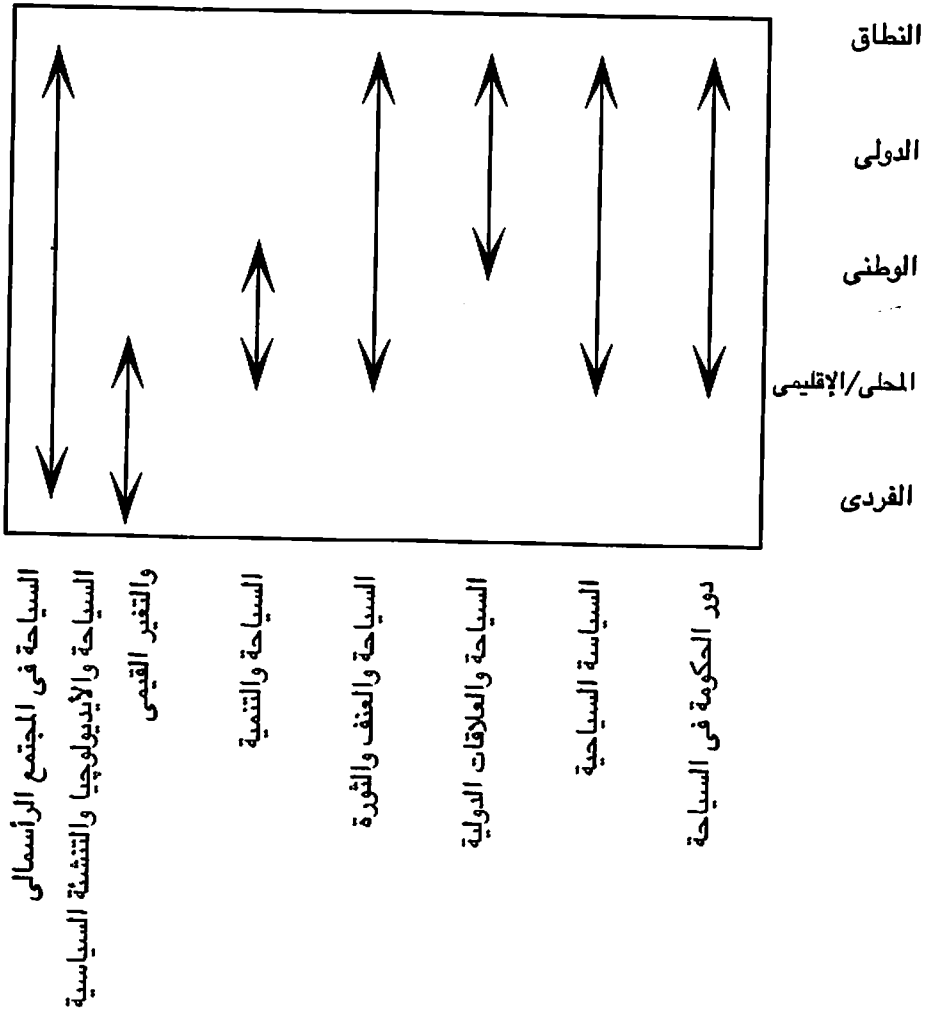 النطاق
الدولى
الوطنى
المحلى/الإقليمى
الفردى
دور الحكومة فى السياحة
السياسة السياحية
السياحة والعلاقات الدولية
السياحة والعنف والثورة
السياحة والتنمية
السياحة والأيديولوچيا والتنشئة السياسية
والتغير القيمى
السياحة فى المجتمع الرأسمالى